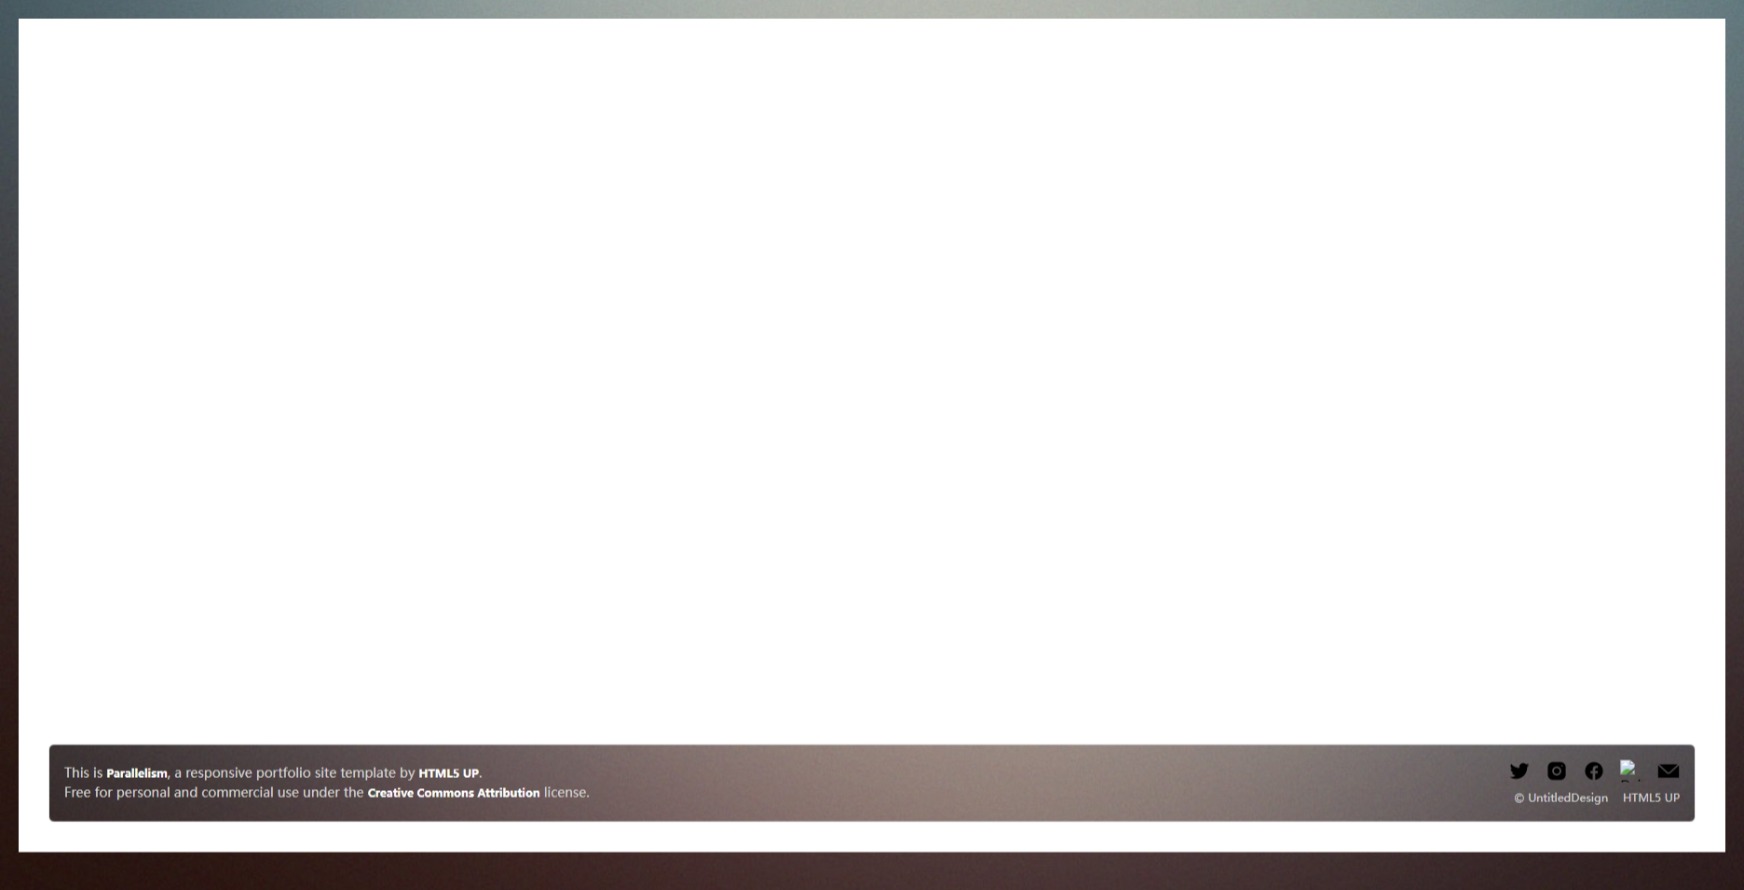 This is Parallelism, a responsive portfolio site template by HTML5 UP.
Free for personal and commercial use under the Creative Commons Attribution license.
© UntitledDesign HTML5 UP